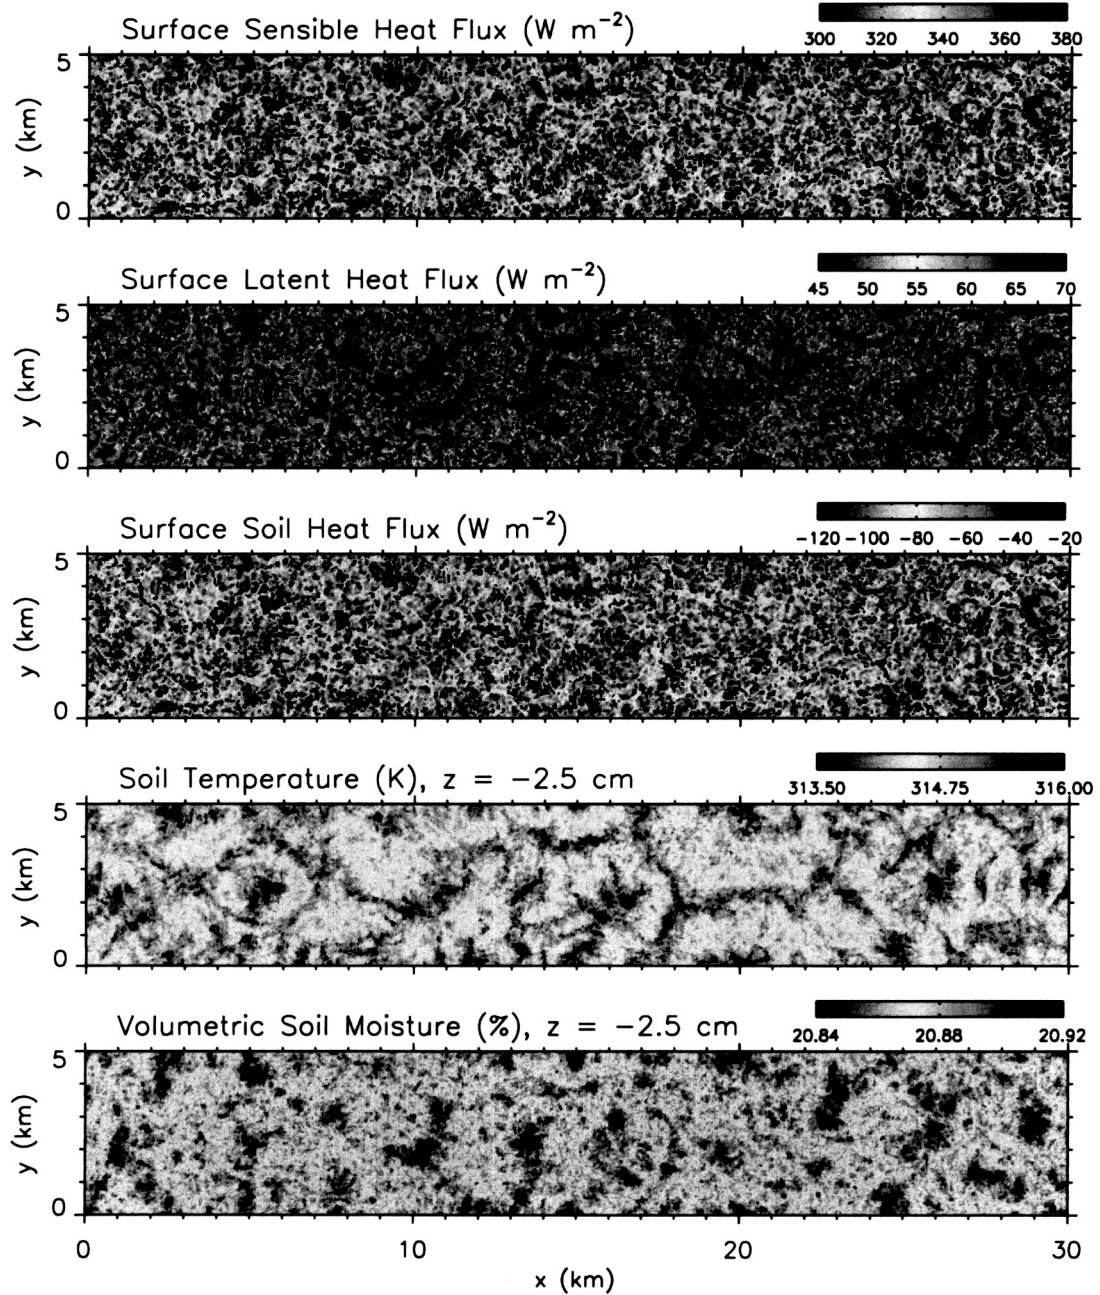 Surface Sensible Heat Flux (W m⁻²)
300 320 340 360 380
5
y (km)
0
Surface Latent Heat Flux (W m⁻²)
45 50 55 60 65 70
5
y (km)
0
Surface Soil Heat Flux (W m⁻²)
−120 −100 −80 −60 −40 −20
5
y (km)
0
Soil Temperature (K), z = −2.5 cm
313.50 314.75 316.00
5
y (km)
0
Volumetric Soil Moisture (%), z = −2.5 cm
20.84 20.88 20.92
5
y (km)
0
0 10 20 30
x (km)